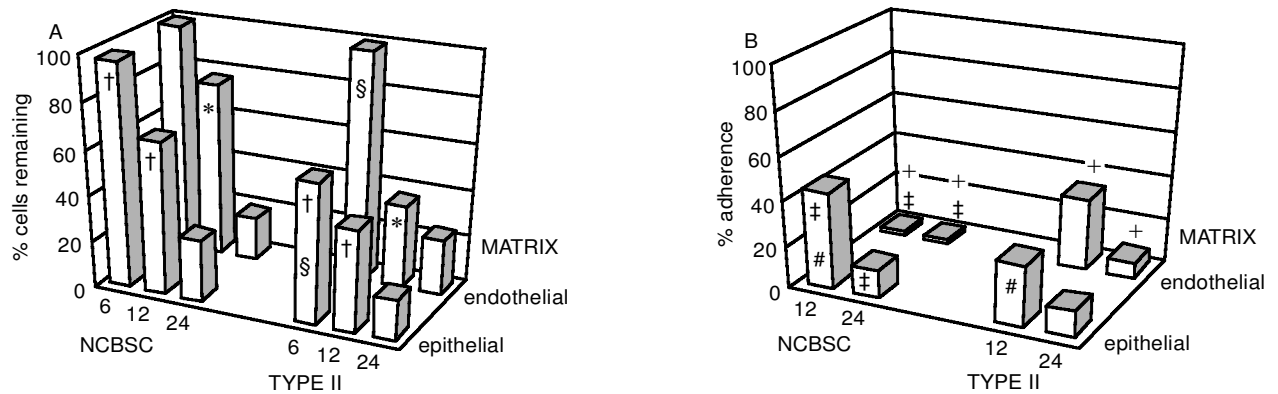 A
% cells remaining
100
80
60
40
20
0
†
†
*
§
†
§
†
*
6
12
24
NCBSC
6
12
24
TYPE II
MATRIX
endothelial
epithelial
B
% adherence
100
80
60
40
20
0
‡
#
‡
+
‡
+
‡
#
+
+
12
24
NCBSC
12
24
TYPE II
MATRIX
endothelial
epithelial